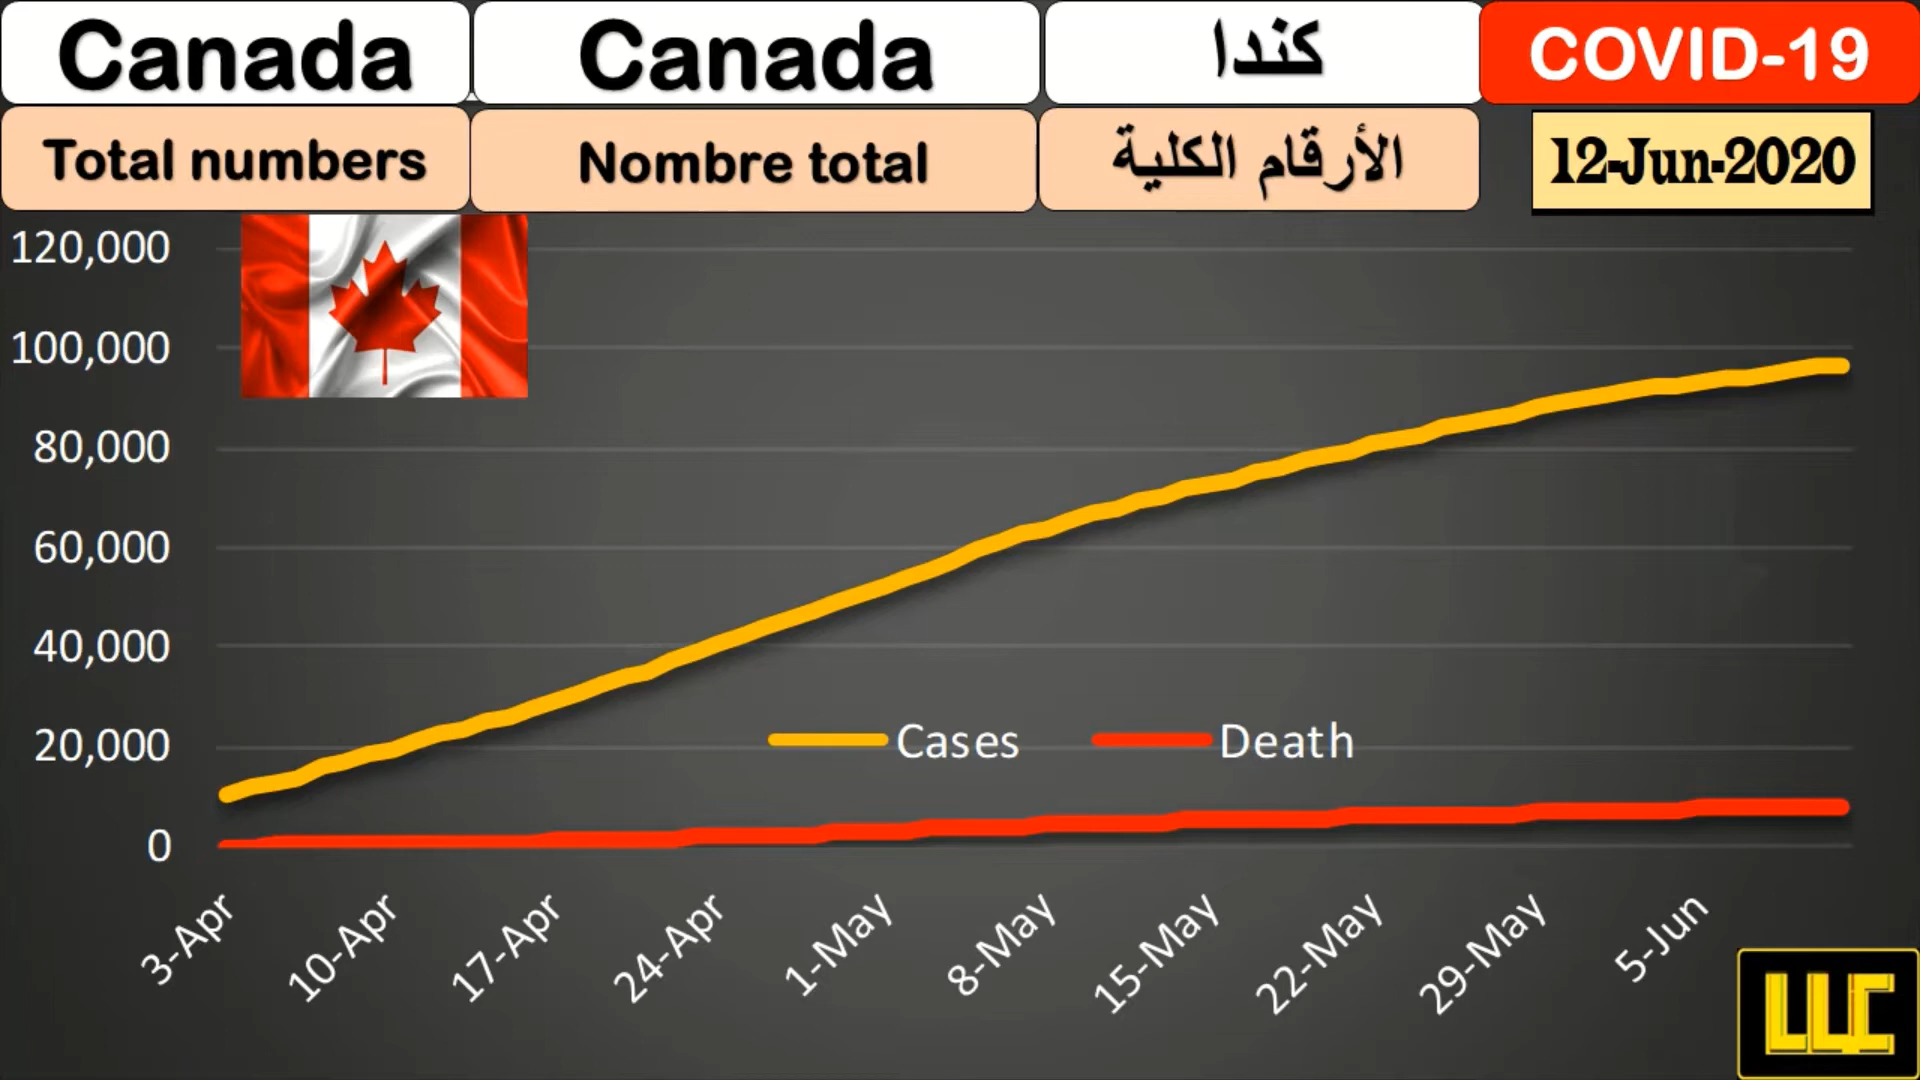 Canada
Canada
كندا
COVID-19
Total numbers
Nombre total
الأرقام الكلية
12-Jun-2020
120,000
100,000
80,000
60,000
40,000
20,000
0
Cases
Death
3-Apr
10-Apr
17-Apr
24-Apr
1-May
8-May
15-May
22-May
29-May
5-Jun
LLC